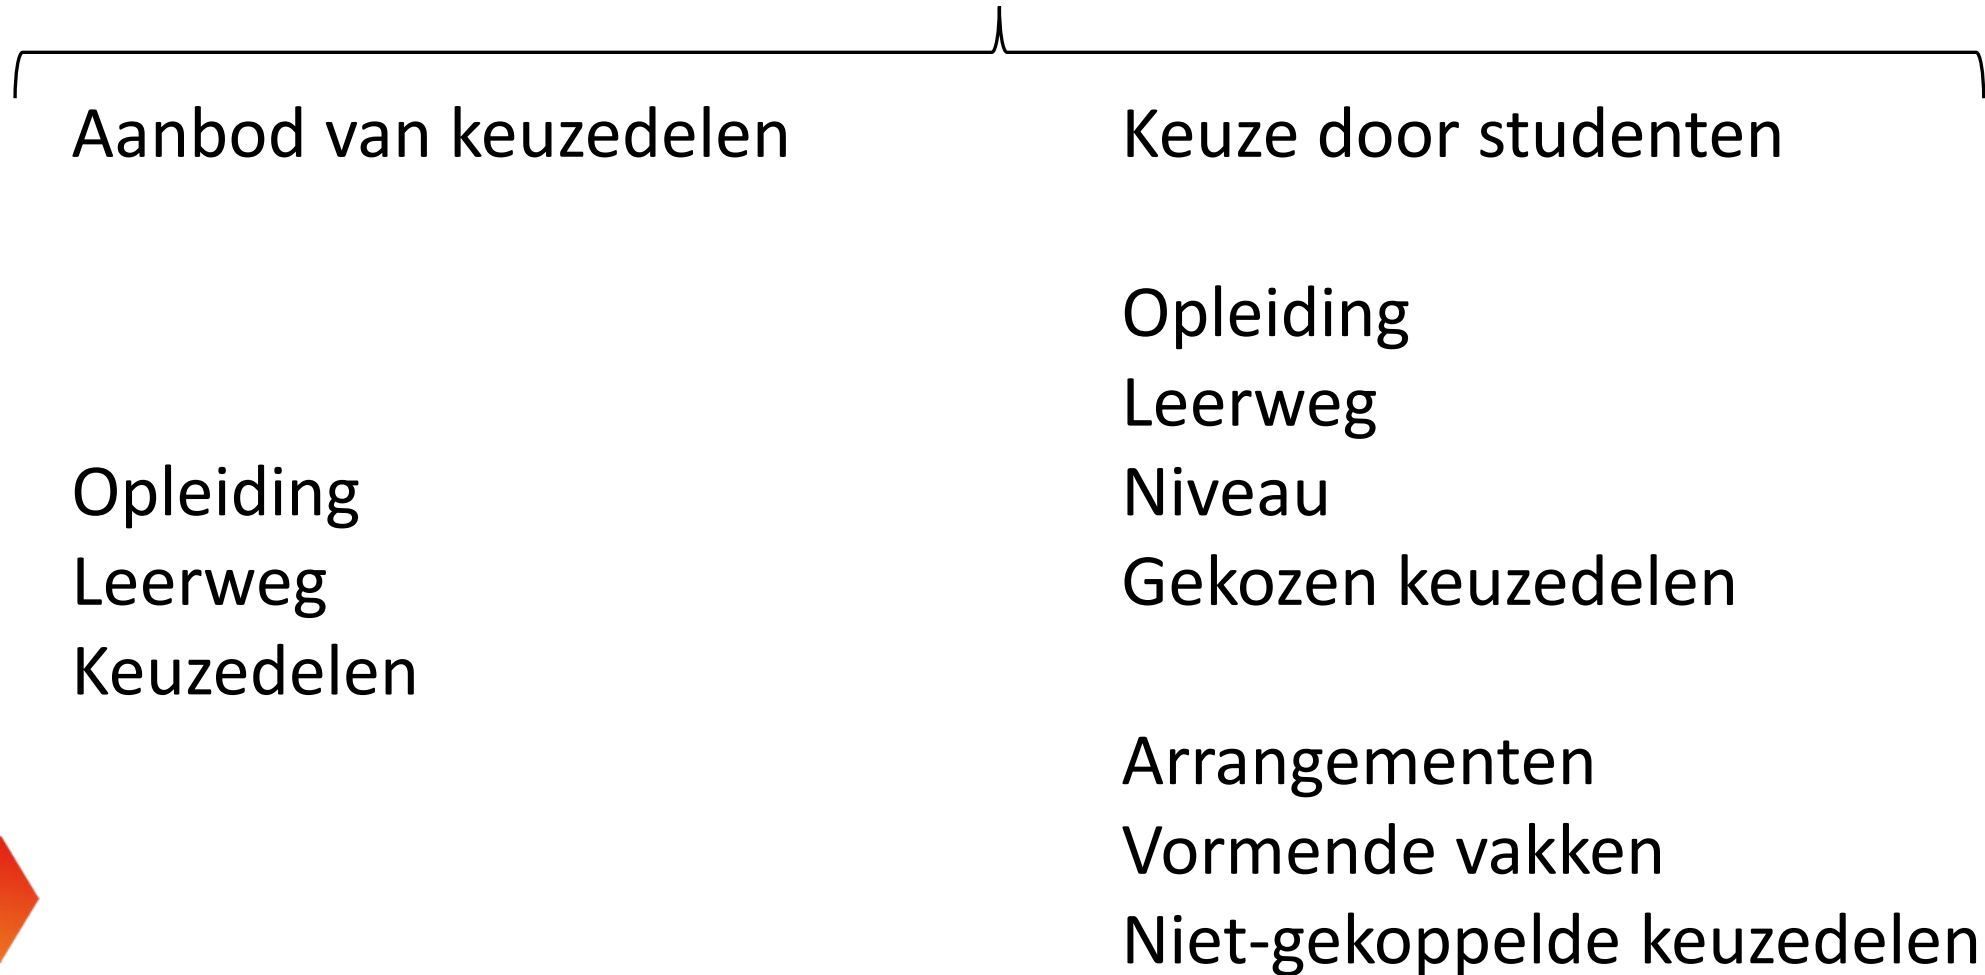 Aanbod van keuzedelen
Opleiding
Leerweg
Keuzedelen
Keuze door studenten
Opleiding
Leerweg
Niveau
Gekozen keuzedelen
Arrangementen
Vormende vakken
Niet-gekoppelde keuzedelen